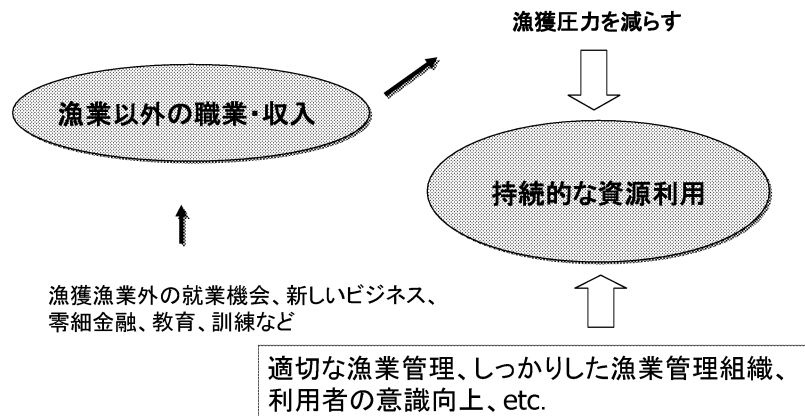 漁獲圧力を減らす
漁業以外の職業・収入
持続的な資源利用
漁獲漁業外の就業機会、新しいビジネス、
零細金融、教育、訓練など
適切な漁業管理、しっかりした漁業管理組織、
利用者の意識向上、etc.